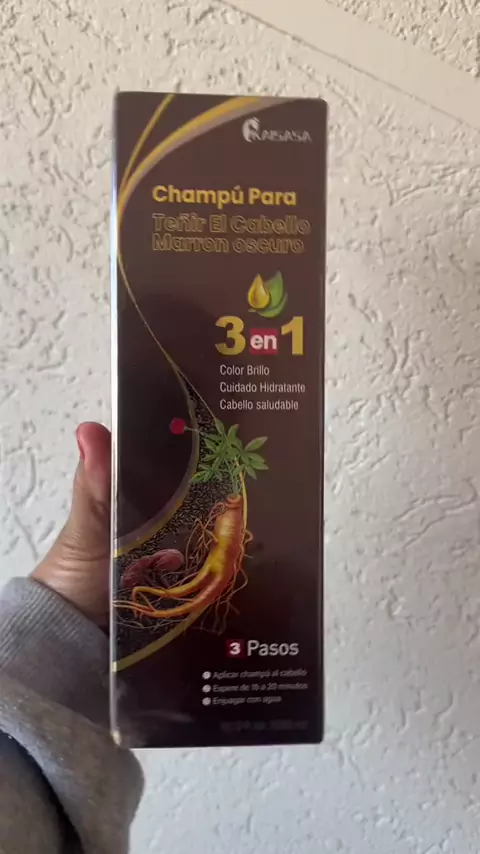 KAISASA
Champú Para
Teñir El Cabello
Marron oscuro
3 en 1
Color Brillo
Cuidado Hidratante
Cabello saludable
3 Pasos
Aplicar champú al cabello
Espere de 15 a 20 minutos
Enjuagar con agua